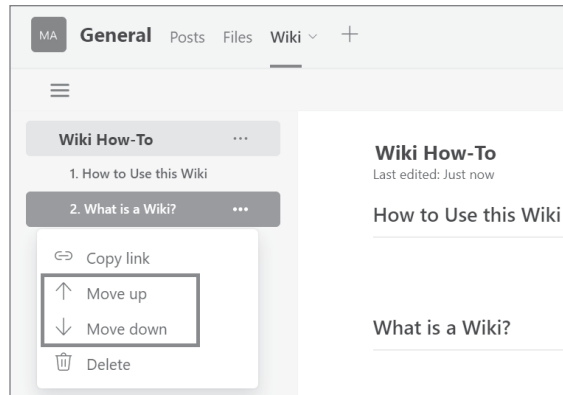 MA General Posts Files Wiki
Wiki How-To ...
1. How to Use this Wiki
2. What is a Wiki? ...
Copy link
Move up
Move down
Delete
Wiki How-To
Last edited: Just now
How to Use this Wiki
What is a Wiki?